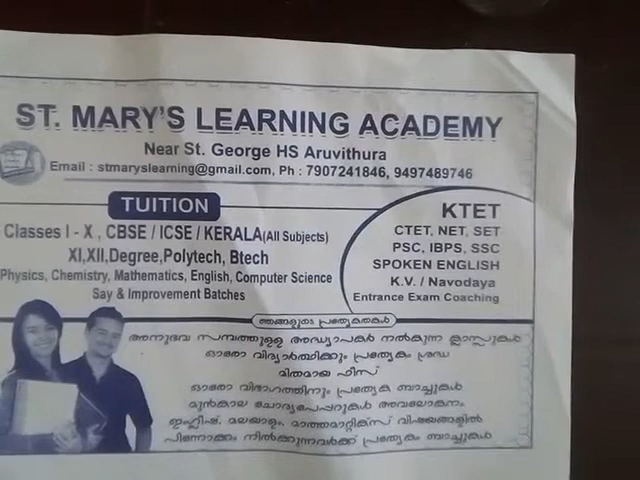 ST. MARY'S LEARNING ACADEMY
Near St. George HS Aruvithura
Email : stmaryslearning@gmail.com, Ph : 7907241846, 9497489746
TUITION
Classes I - X , CBSE / ICSE / KERALA(All Subjects)
XI,XII,Degree,Polytech, Btech
Physics, Chemistry, Mathematics, English, Computer Science
Say & Improvement Batches
KTET
CTET, NET, SET
PSC, IBPS, SSC
SPOKEN ENGLISH
K.V. / Navodaya
Entrance Exam Coaching
ഞങ്ങളുടെ പ്രത്യേകതകൾ
അനുഭവ സമ്പത്തുള്ള അദ്ധ്യാപകർ നൽകുന്ന ക്ലാസ്സുകൾ
ഓരോ വിദ്യാർത്ഥിക്കും പ്രത്യേകം ശ്രദ്ധ
മിതമായ ഫീസ്
ഓരോ വിഭാഗത്തിനും പ്രത്യേക ബാച്ചുകൾ
മുൻകാല ചോദ്യപേപ്പറുകൾ അവലോകനം
ഇംഗ്ലീഷ്, മലയാളം, മാത്തമാറ്റിക്സ് വിഷയങ്ങളിൽ
പിന്നോക്കം നിൽക്കുന്നവർക്ക് പ്രത്യേകം ബാച്ചുകൾ